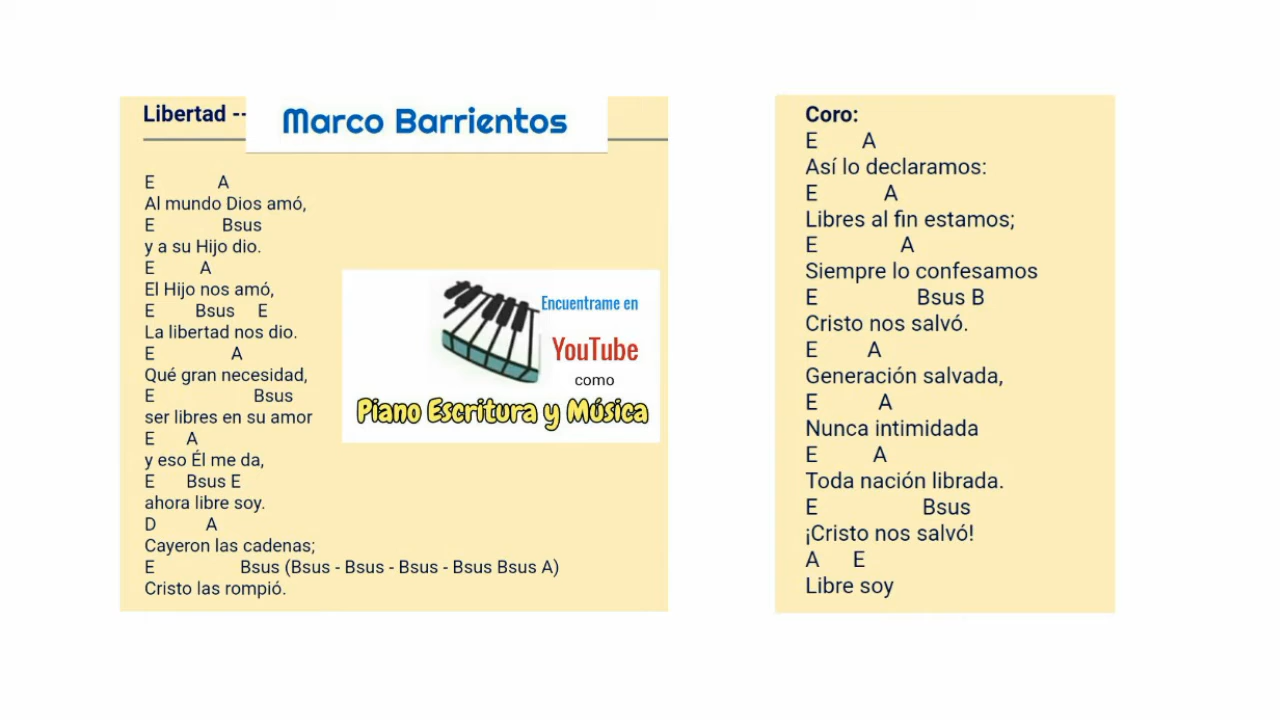 Libertad --
Marco Barrientos
E A
Al mundo Dios amó,
E Bsus
y a su Hijo dio.
E A
El Hijo nos amó,
E Bsus E
La libertad nos dio.
E A
Qué gran necesidad,
E Bsus
ser libres en su amor
E A
y eso Él me da,
E Bsus E
ahora libre soy.
D A
Cayeron las cadenas;
E Bsus (Bsus - Bsus - Bsus - Bsus Bsus A)
Cristo las rompió.
Encuentrame en
YouTube
como
Piano Escritura y Música
Coro:
E A
Así lo declaramos:
E A
Libres al fin estamos;
E A
Siempre lo confesamos
E Bsus B
Cristo nos salvó.
E A
Generación salvada,
E A
Nunca intimidada
E A
Toda nación librada.
E Bsus
¡Cristo nos salvó!
A E
Libre soy